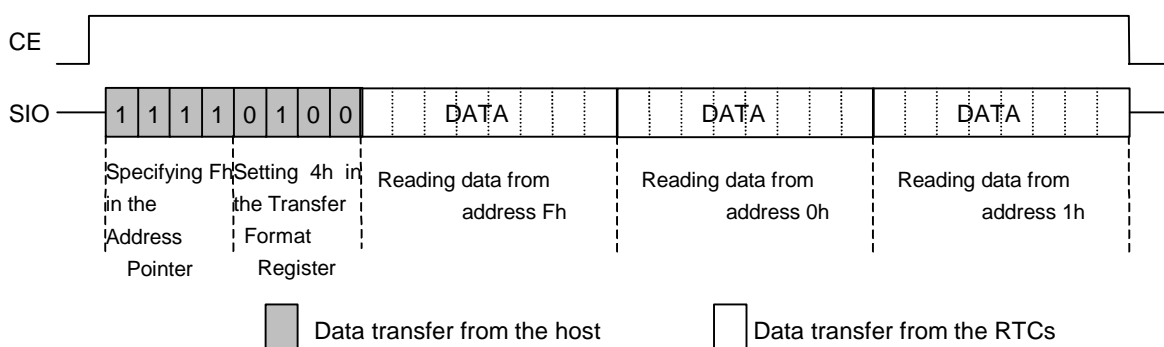 CE
SIO 1 1 1 1 0 1 0 0 DATA DATA DATA
Specifying Fh
in the
Address
Pointer
Setting 4h in
the Transfer
Format
Register
Reading data from
address Fh
Reading data from
address 0h
Reading data from
address 1h
Data transfer from the host
Data transfer from the RTCs